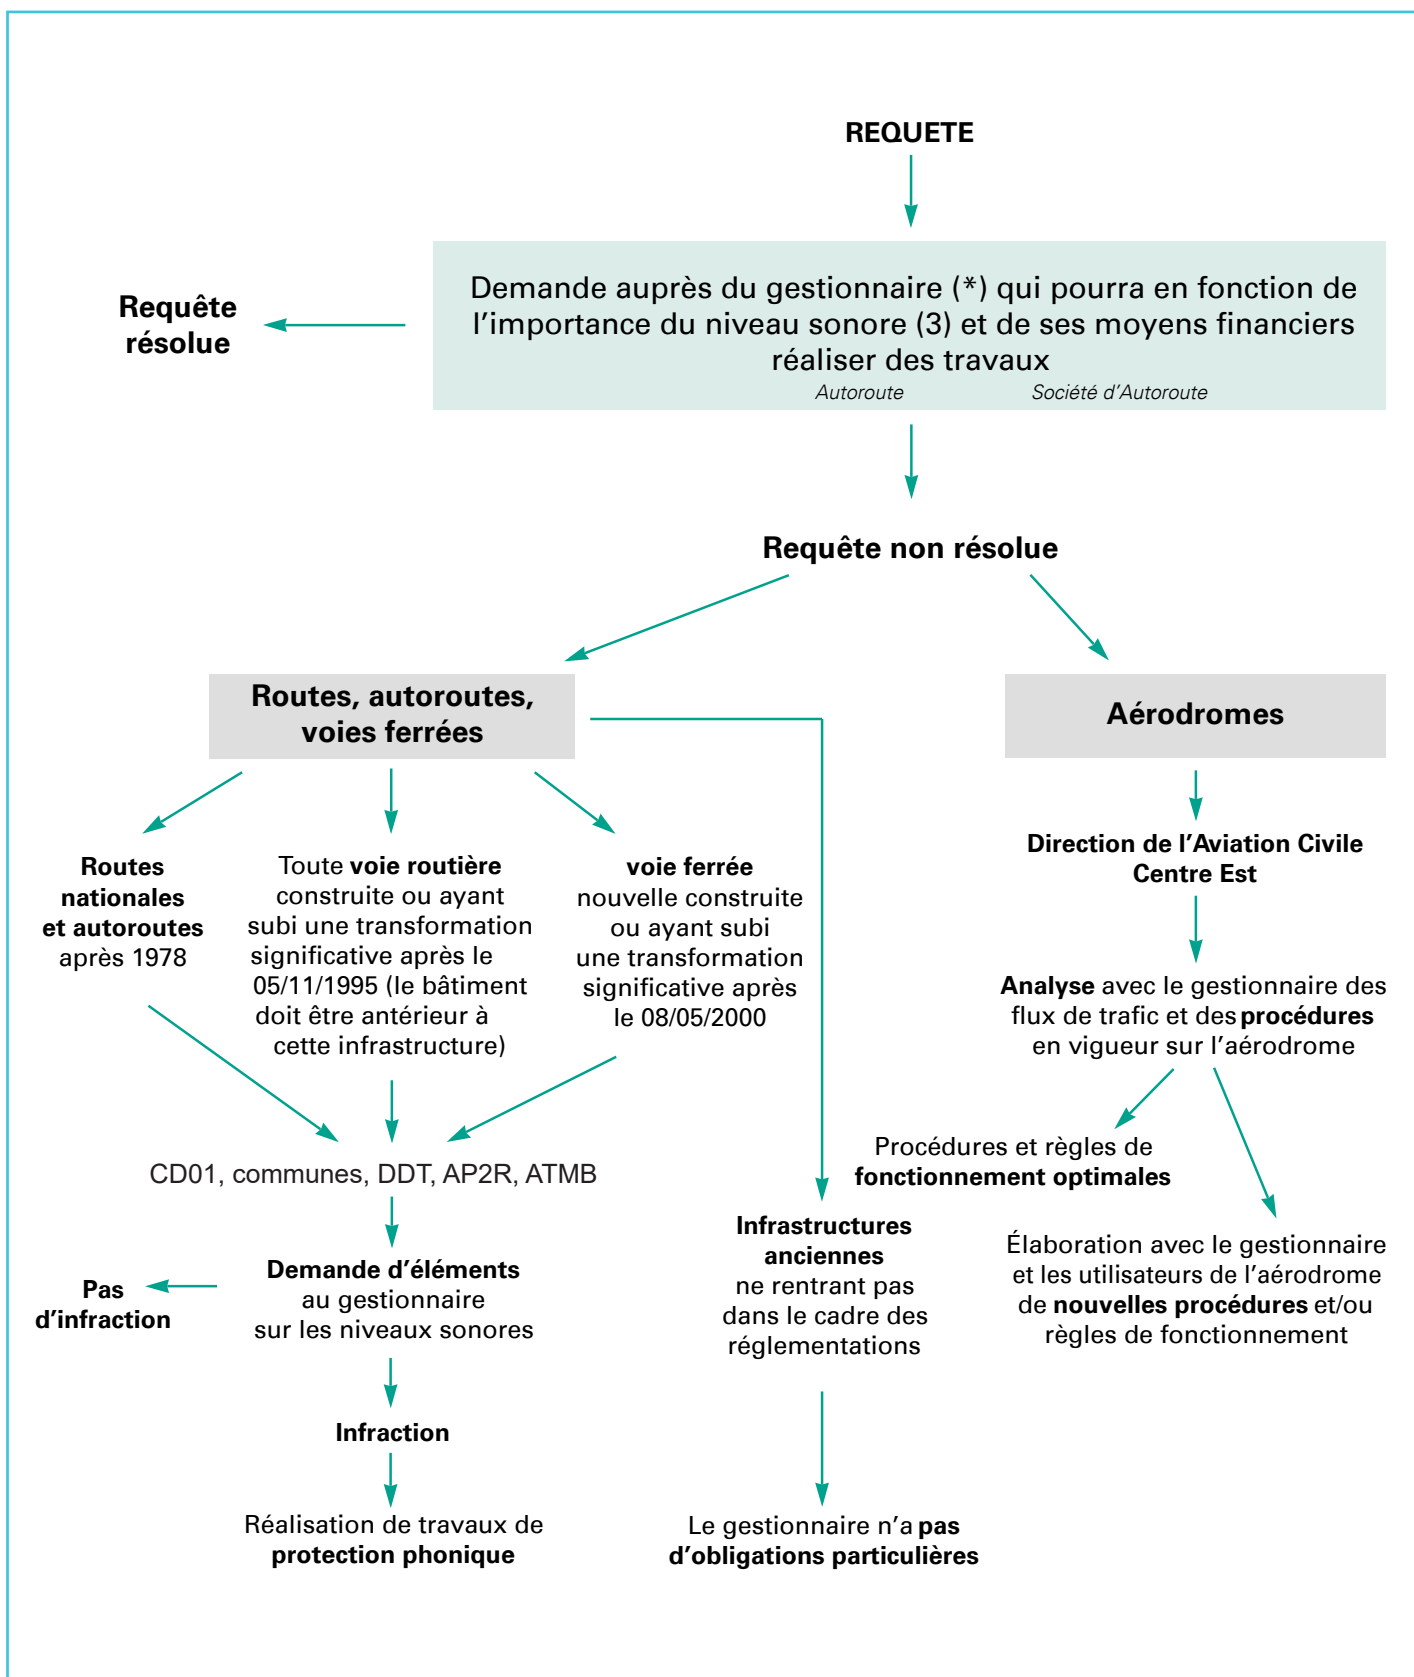 REQUETE
Demande auprès du gestionnaire (*) qui pourra en fonction de
l'importance du niveau sonore (3) et de ses moyens financiers
réaliser des travaux
Autoroute Société d'Autoroute
Requête
résolue
Requête non résolue
Routes, autoroutes,
voies ferrées
Aérodromes
Routes
nationales
et autoroutes
après 1978
Toute voie routière
construite ou ayant
subi une transformation
significative après le
05/11/1995 (le bâtiment
doit être antérieur à
cette infrastructure)
voie ferrée
nouvelle construite
ou ayant subi
une transformation
significative après
le 08/05/2000
Direction de l'Aviation Civile
Centre Est
Analyse avec le gestionnaire des
flux de trafic et des procédures
en vigueur sur l'aérodrome
CD01, communes, DDT, AP2R, ATMB
Procédures et règles de
fonctionnement optimales
Demande d'éléments
au gestionnaire
sur les niveaux sonores
Pas
d'infraction
Infrastructures
anciennes
ne rentrant pas
dans le cadre des
réglementations
Élaboration avec le gestionnaire
et les utilisateurs de l'aérodrome
de nouvelles procédures et/ou
règles de fonctionnement
Infraction
Réalisation de travaux de
protection phonique
Le gestionnaire n'a pas
d'obligations particulières